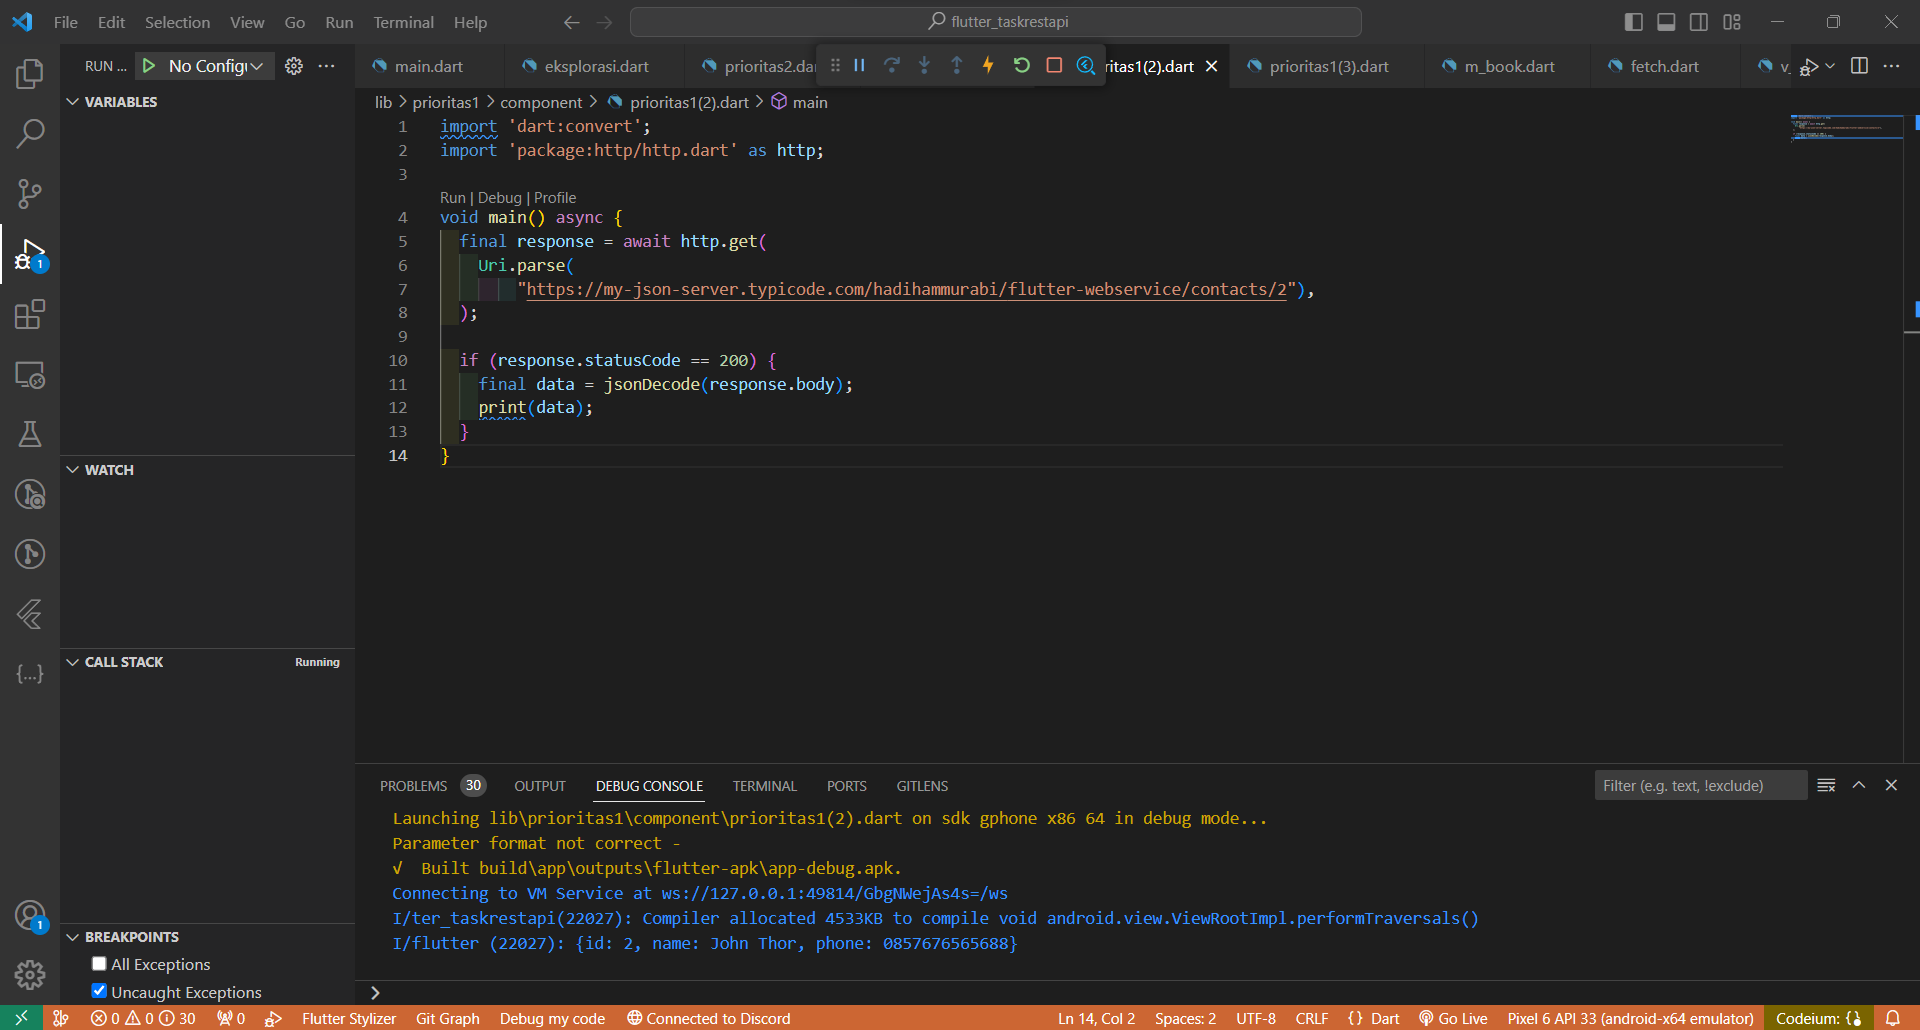 File Edit Selection View Go Run Terminal Help
flutter_taskrestapi
RUN ... No Configu
main.dart eksplorasi.dart prioritas2.da ritas1(2).dart prioritas1(3).dart m_book.dart fetch.dart v_
lib > prioritas1 > component > prioritas1(2).dart > main
VARIABLES
1 import 'dart:convert';
2 import 'package:http/http.dart' as http;
3
Run | Debug | Profile
4 void main() async {
5 final response = await http.get(
6 Uri.parse(
7 "https://my-json-server.typicode.com/hadihammurabi/flutter-webservice/contacts/2"),
8 );
9
10 if (response.statusCode == 200) {
11 final data = jsonDecode(response.body);
12 print(data);
13 }
14 }
WATCH
CALL STACK Running
BREAKPOINTS
All Exceptions
Uncaught Exceptions
1
1
PROBLEMS 30 OUTPUT DEBUG CONSOLE TERMINAL PORTS GITLENS
Filter (e.g. text, !exclude)
Launching lib\prioritas1\component\prioritas1(2).dart on sdk gphone x86 64 in debug mode...
Parameter format not correct -
√ Built build\app\outputs\flutter-apk\app-debug.apk.
Connecting to VM Service at ws://127.0.0.1:49814/GbgNWejAs4s=/ws
I/ter_taskrestapi(22027): Compiler allocated 4533KB to compile void android.view.ViewRootImpl.performTraversals()
I/flutter (22027): {id: 2, name: John Thor, phone: 0857676565688}
0 0 30 0 Flutter Stylizer Git Graph Debug my code Connected to Discord Ln 14, Col 2 Spaces: 2 UTF-8 CRLF {} Dart Go Live Pixel 6 API 33 (android-x64 emulator) Codeium: {}